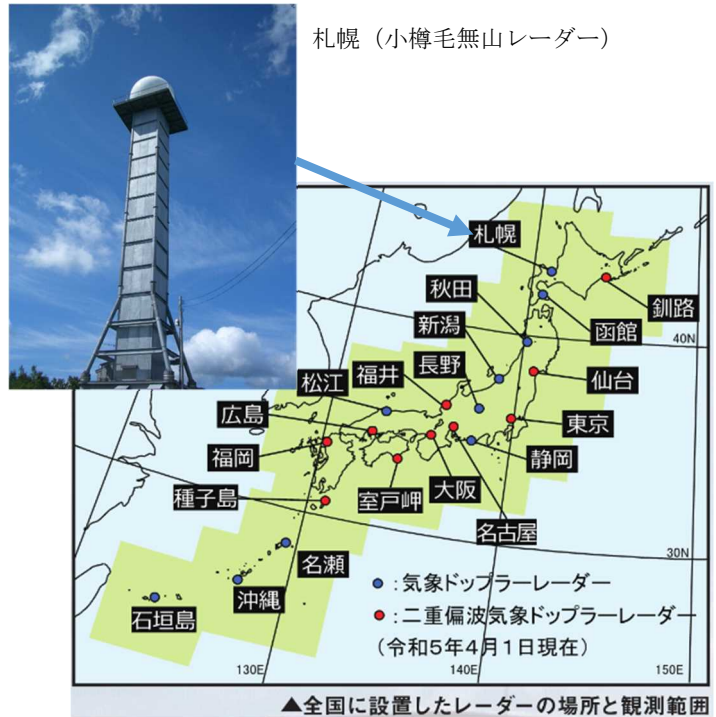 札幌（小樽毛無山レーダー）
札幌
釧路
函館
秋田
新潟
40N
長野
仙台
福井
松江
広島
東京
福岡
静岡
種子島
室戸岬
大阪
名古屋
30N
名瀬
沖縄
石垣島
●:気象ドップラーレーダー
●:二重偏波気象ドップラーレーダー
（令和5年4月1日現在）
130E
140E
150E
▲全国に設置したレーダーの場所と観測範囲